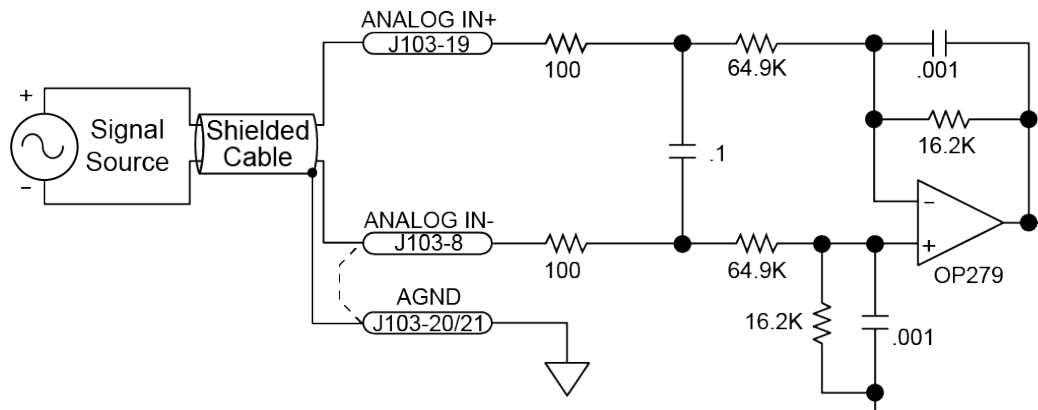 ANALOG IN+
J103-19
100
64.9K
.001
+
Signal
Source
−
Shielded
Cable
16.2K
.1
−
+
OP279
ANALOG IN-
J103-8
100
64.9K
AGND
J103-20/21
16.2K
.001